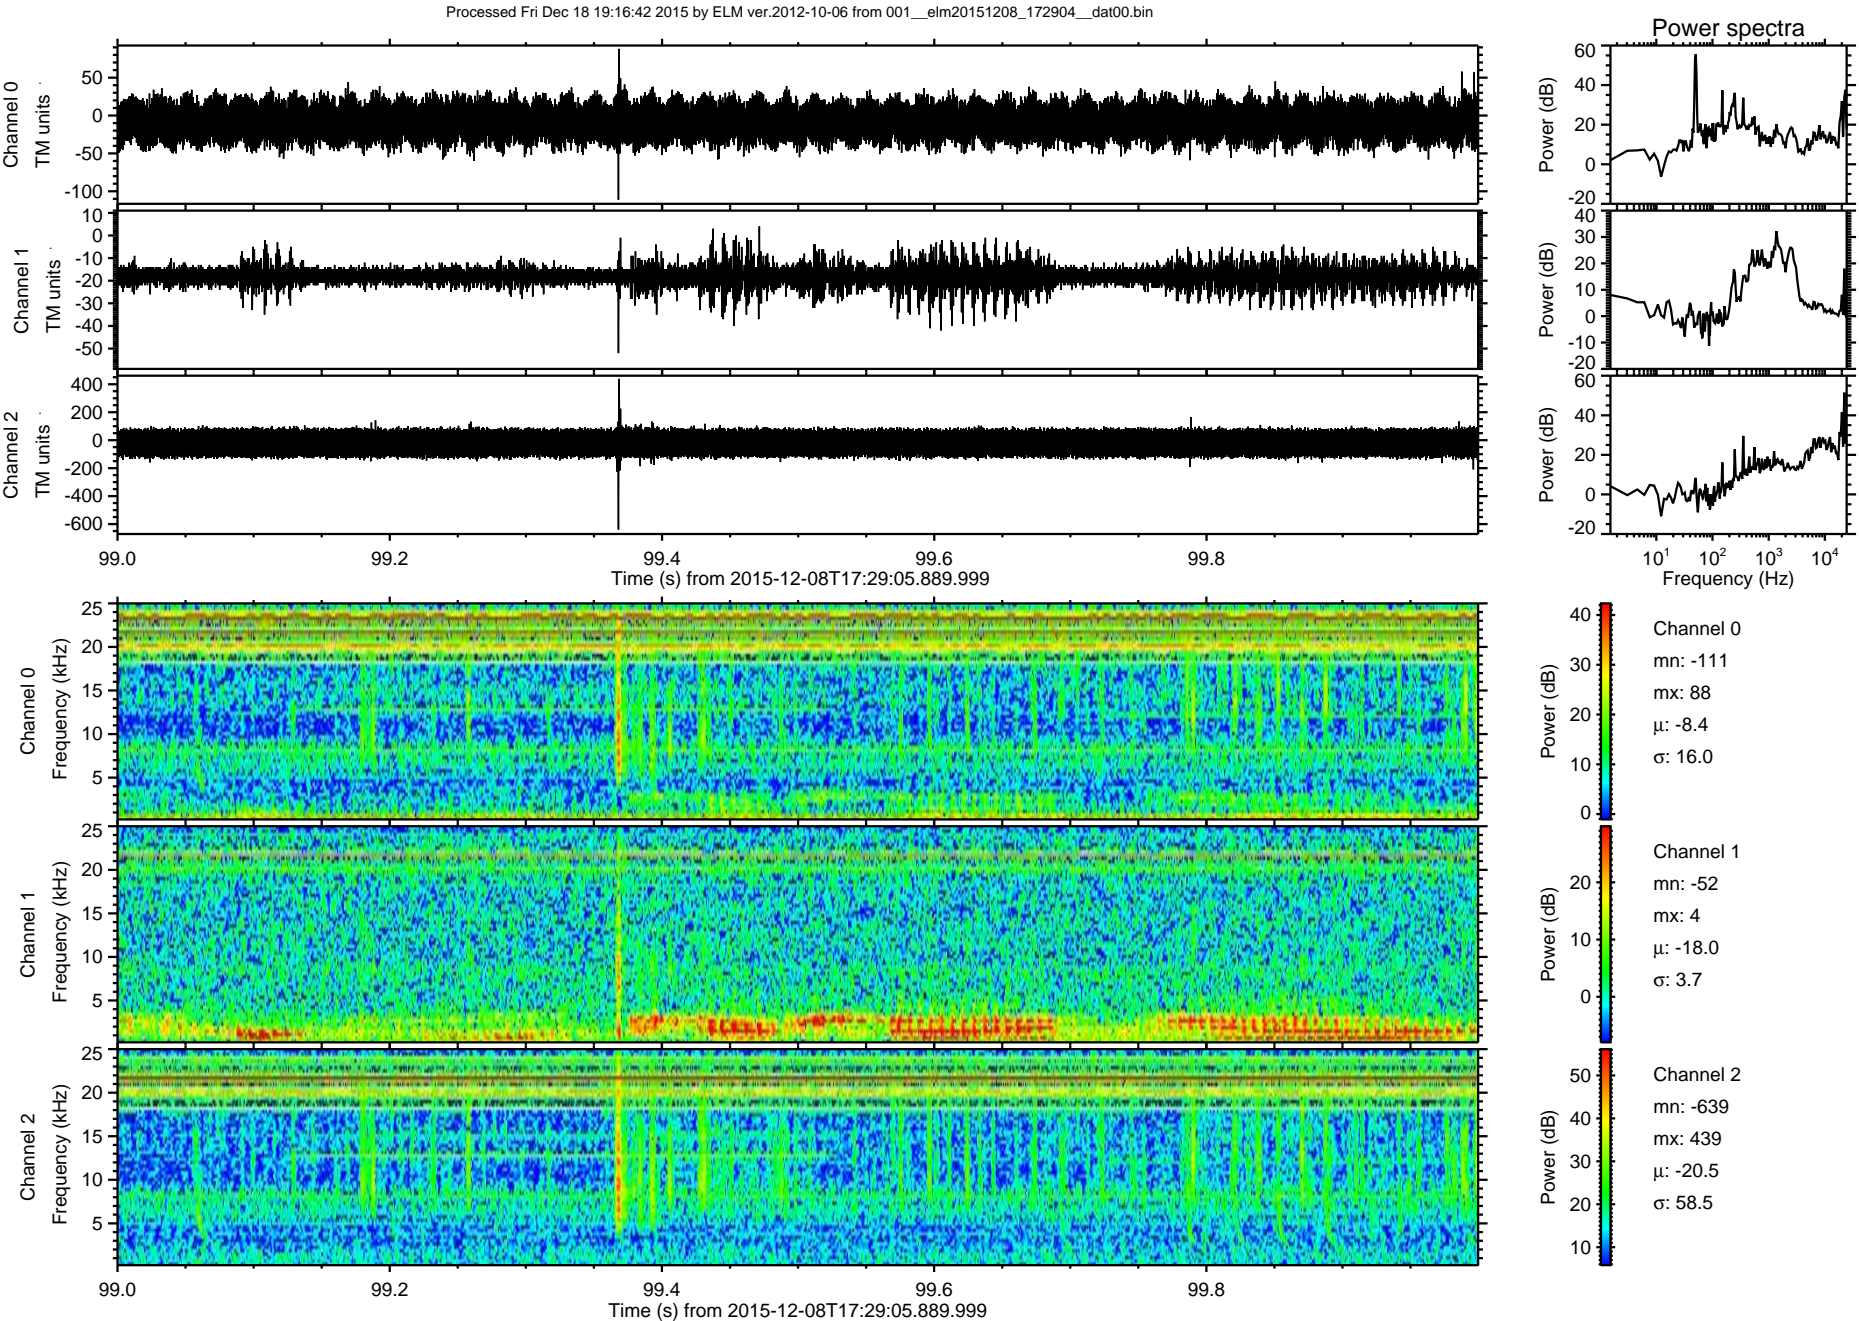 Processed Fri Dec 18 19:16:42 2015 by ELM ver.2012-10-06 from 001__elm20151208_172904__dat00.bin
Power spectra
Channel 0
TM units
50
0
-50
-100
Power (dB)
60
40
20
0
-20
Channel 1
TM units
10
0
-10
-20
-30
-40
-50
Power (dB)
40
30
20
10
0
-10
-20
Channel 2
TM units
400
200
0
-200
-400
-600
Power (dB)
60
40
20
0
-20
99.0 99.2 99.4 99.6 99.8
Time (s) from 2015-12-08T17:29:05.889.999
10^1 10^2 10^3 10^4
Frequency (Hz)
Channel 0
Frequency (kHz)
25
20
15
10
5
Power (dB)
40
30
20
10
0
Channel 0
mn: -111
mx: 88
μ: -8.4
σ: 16.0
Channel 1
Frequency (kHz)
25
20
15
10
5
Power (dB)
20
10
0
Channel 1
mn: -52
mx: 4
μ: -18.0
σ: 3.7
Channel 2
Frequency (kHz)
25
20
15
10
5
Power (dB)
50
40
30
20
10
Channel 2
mn: -639
mx: 439
μ: -20.5
σ: 58.5
99.0 99.2 99.4 99.6 99.8
Time (s) from 2015-12-08T17:29:05.889.999